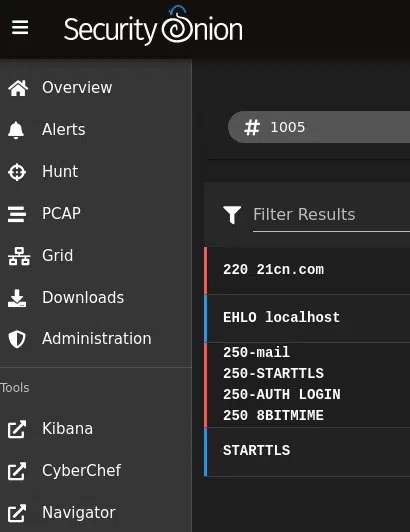 Security Onion
Overview
Alerts
Hunt
PCAP
Grid
Downloads
Administration
Tools
Kibana
CyberChef
Navigator
# 1005
Filter Results
220 21cn.com
EHLO localhost
250-mail
250-STARTTLS
250-AUTH LOGIN
250 8BITMIME
STARTTLS